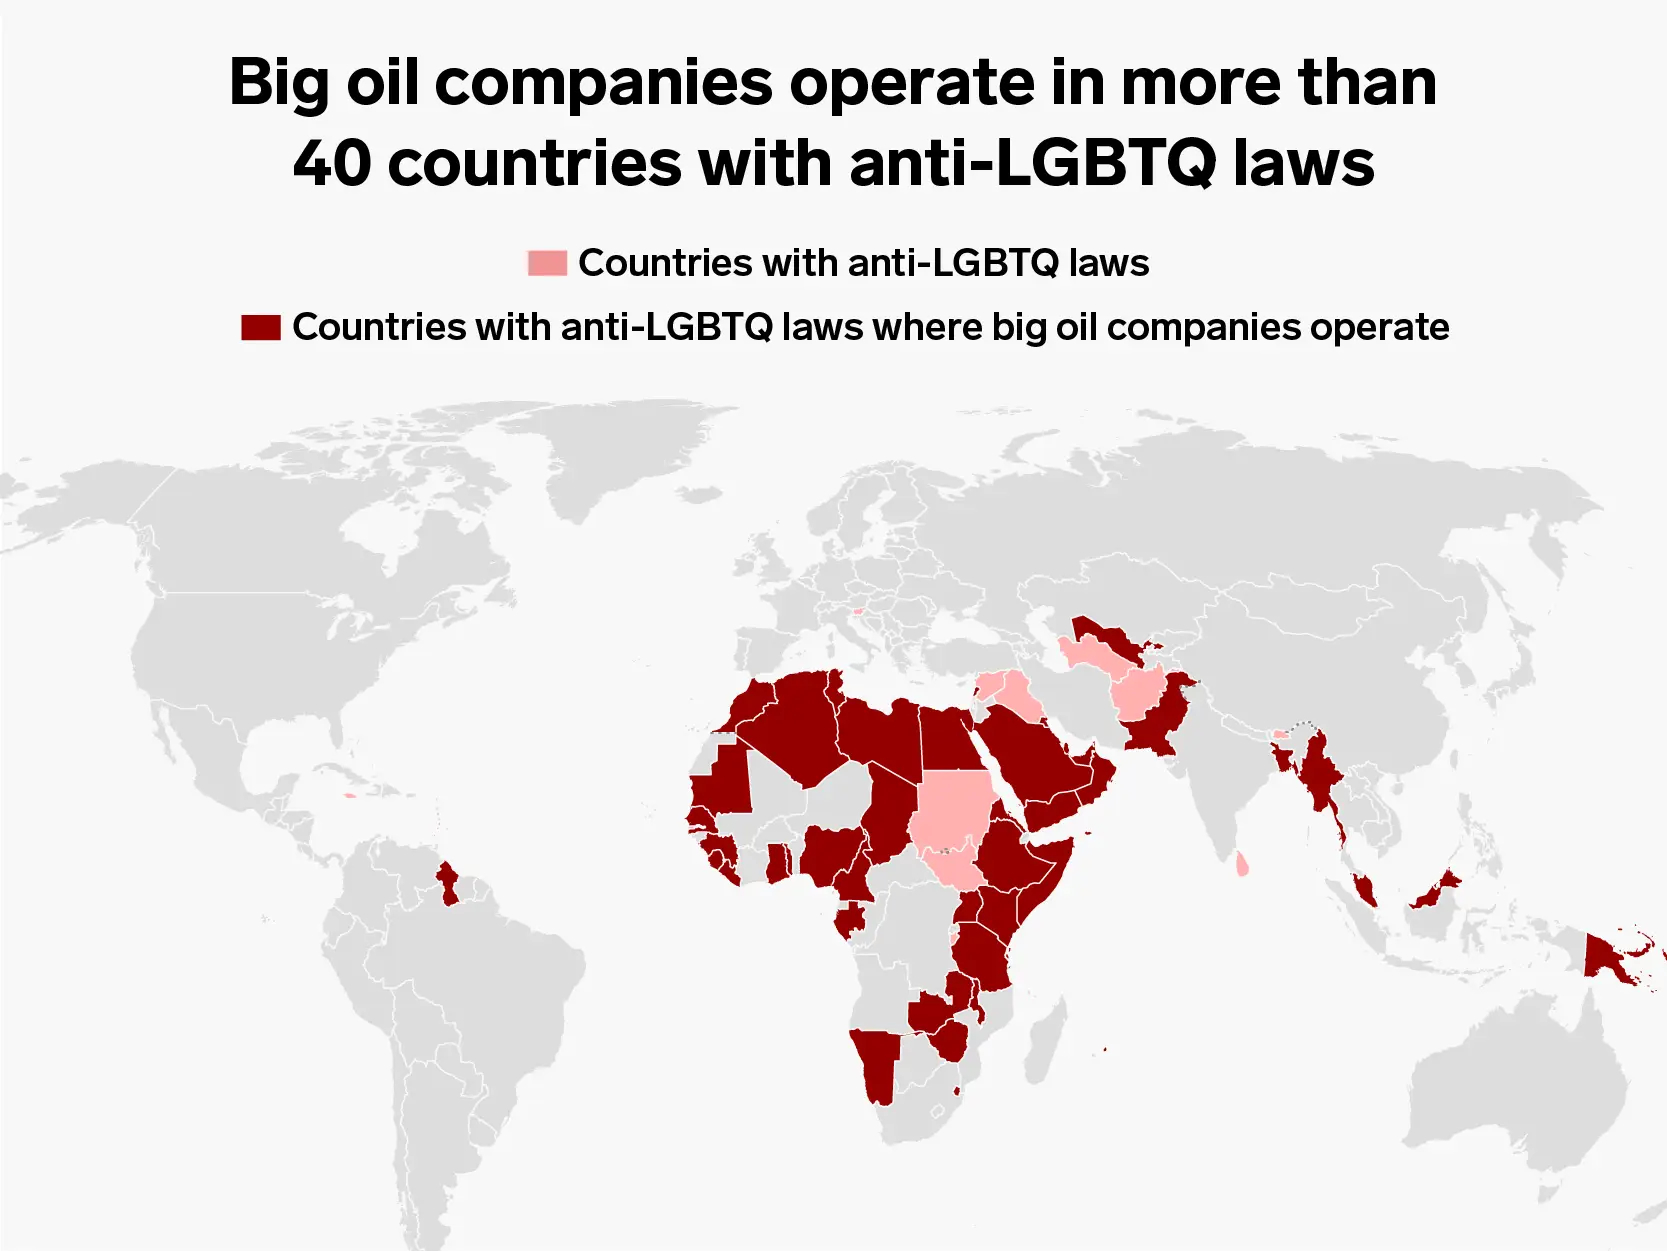 Big oil companies operate in more than
40 countries with anti-LGBTQ laws
Countries with anti-LGBTQ laws
Countries with anti-LGBTQ laws where big oil companies operate